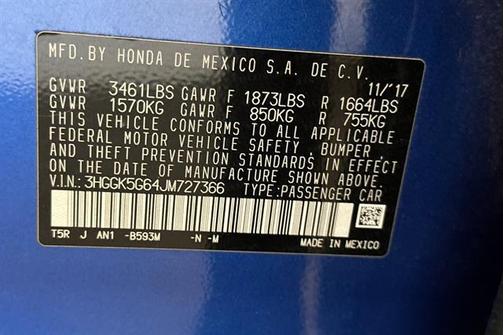 MFD. BY HONDA DE MEXICO S.A. DE C.V.
11/17
GVWR 3461LBS GAWR F 1873LBS R 1664LBS
GVWR 1570KG GAWR F 850KG R 755KG
THIS VEHICLE CONFORMS TO ALL APPLICABLE
FEDERAL MOTOR VEHICLE SAFETY, BUMPER,
AND THEFT PREVENTION STANDARDS IN EFFECT
ON THE DATE OF MANUFACTURE SHOWN ABOVE.
V.I.N.: 3HGGK5G64JM727366 TYPE:PASSENGER CAR
T5R J AN1 -B593M -N -M MADE IN MEXICO